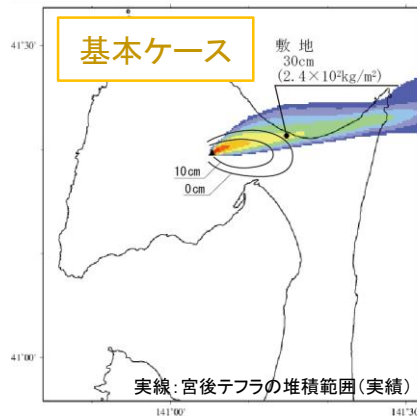 41°30'
基本ケース
敷 地
30cm
(2.4×10²kg/m²)
10cm
0cm
41°00'
実線:宮後テフラの堆積範囲(実績)
141°00'
141°30'